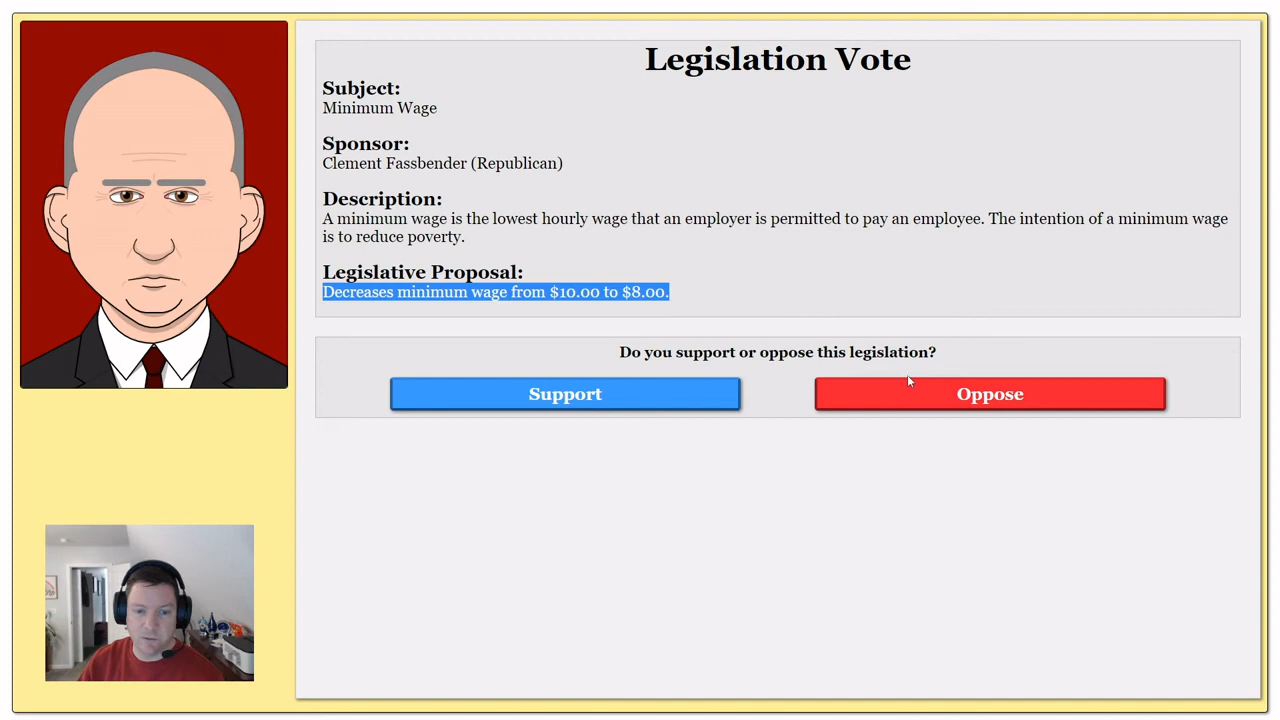 Legislation Vote
Subject:
Minimum Wage
Sponsor:
Clement Fassbender (Republican)
Description:
A minimum wage is the lowest hourly wage that an employer is permitted to pay an employee. The intention of a minimum wage
is to reduce poverty.
Legislative Proposal:
Decreases minimum wage from $10.00 to $8.00.
Do you support or oppose this legislation?
Support
Oppose